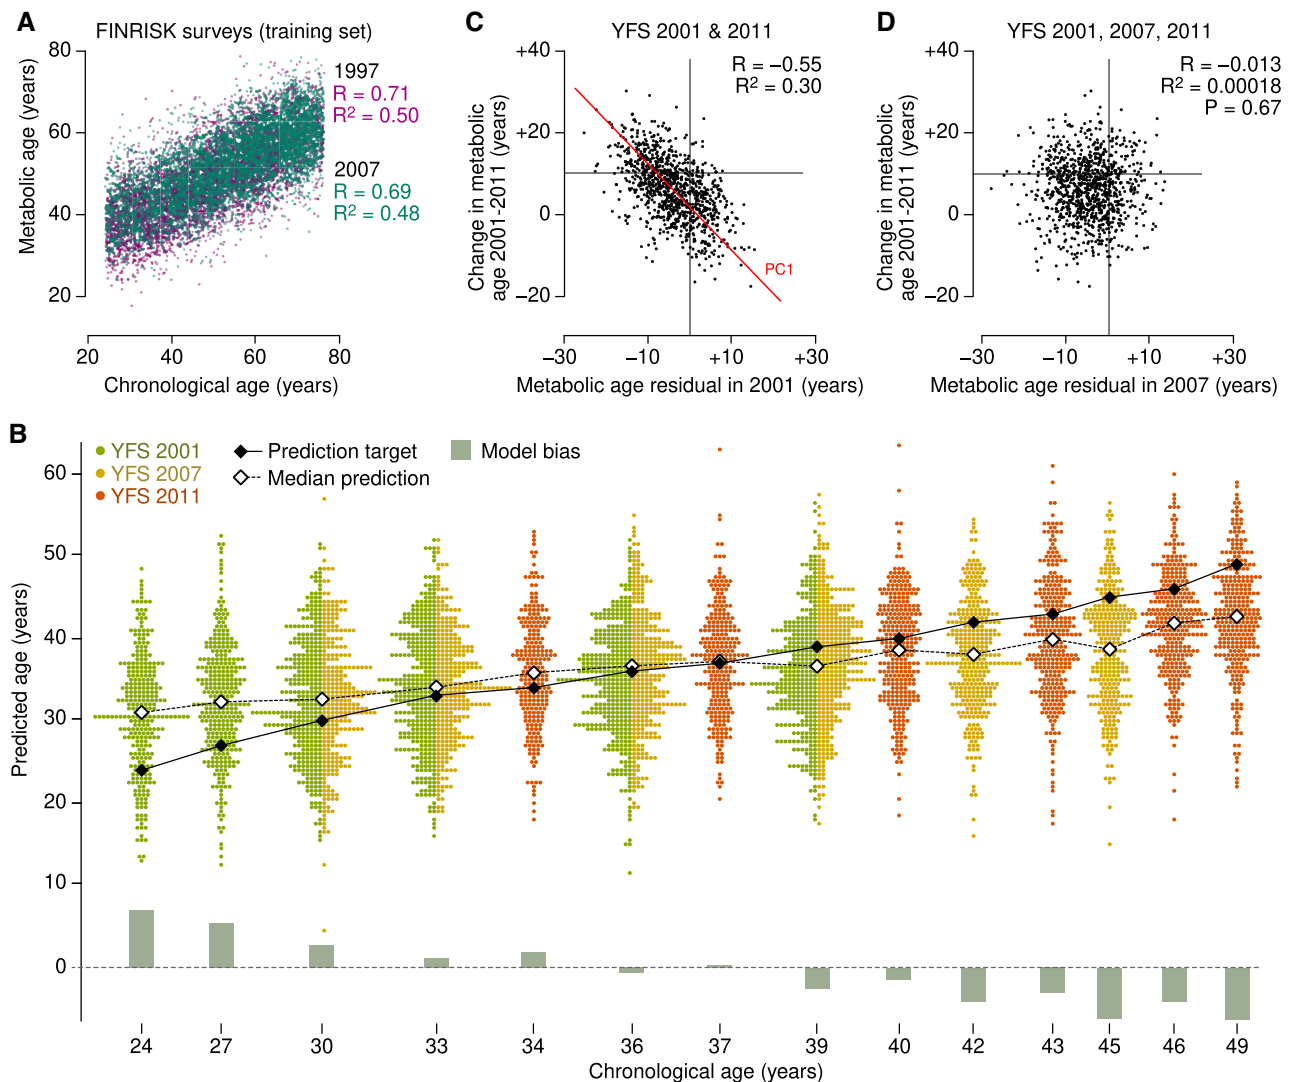 A
FINRISK surveys (training set)
80
60
40
20
Metabolic age (years)
1997
R = 0.71
R² = 0.50
2007
R = 0.69
R² = 0.48
20
40
60
80
Chronological age (years)
C
YFS 2001 & 2011
+40
+20
0
−20
Change in metabolic
age 2001-2011 (years)
R = −0.55
R² = 0.30
PC1
−30
−10
+10
+30
Metabolic age residual in 2001 (years)
D
YFS 2001, 2007, 2011
+40
+20
0
−20
Change in metabolic
age 2001-2011 (years)
R = −0.013
R² = 0.00018
P = 0.67
−30
−10
+10
+30
Metabolic age residual in 2007 (years)
B
YFS 2001
YFS 2007
YFS 2011
Prediction target
Median prediction
Model bias
60
50
40
30
20
10
0
Predicted age (years)
24
27
30
33
34
36
37
39
40
42
43
45
46
49
Chronological age (years)